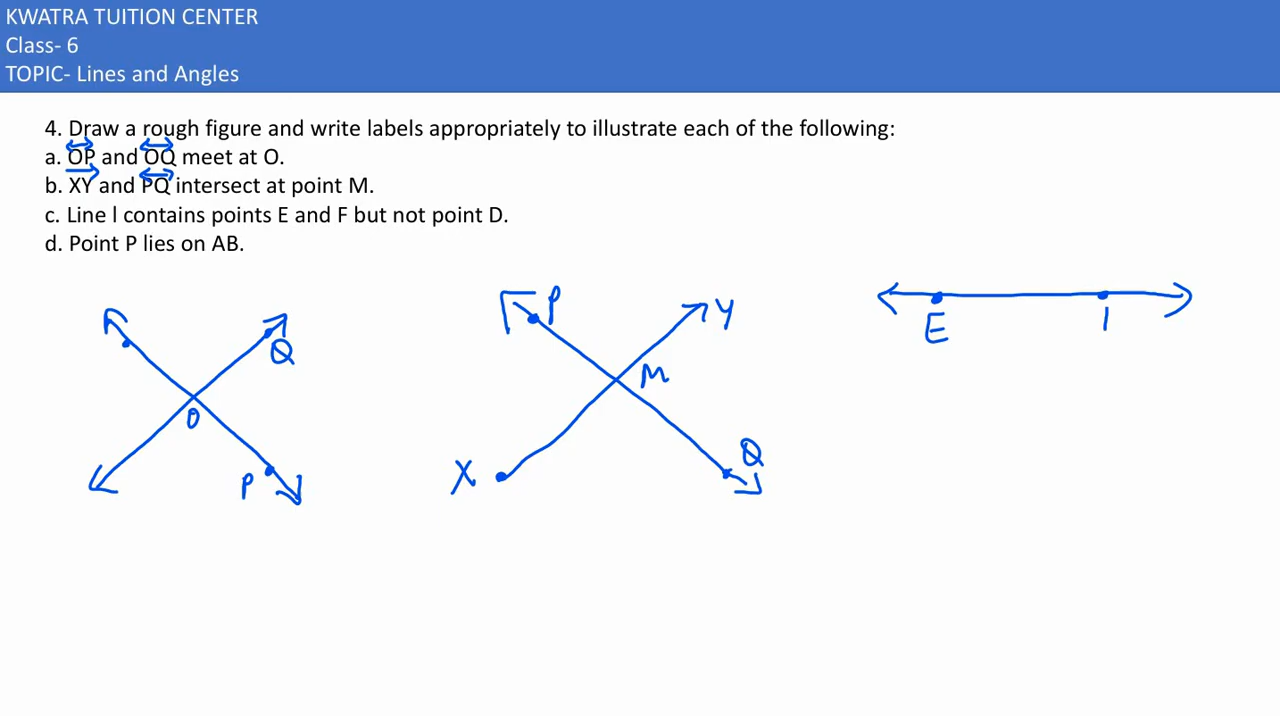 KWATRA TUITION CENTER
Class- 6
TOPIC- Lines and Angles
4. Draw a rough figure and write labels appropriately to illustrate each of the following:
a. OP and OQ meet at O.
b. XY and PQ intersect at point M.
c. Line l contains points E and F but not point D.
d. Point P lies on AB.
Q
O
P
P
Y
M
X
Q
E